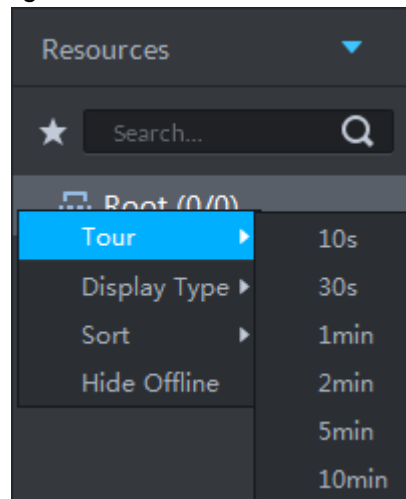 Resources
Search...
Root (0/0)
Tour
Display Type
Sort
Hide Offline
10s
30s
1min
2min
5min
10min